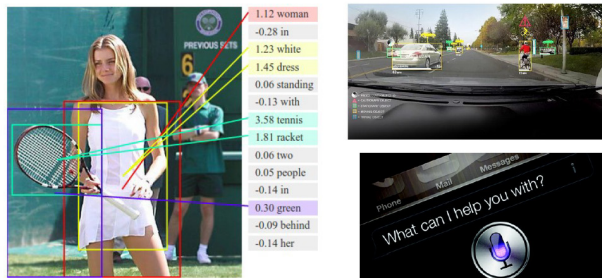 PREVIOUS SETS
6
1.12 woman
-0.28 in
1.23 white
1.45 dress
0.06 standing
-0.13 with
3.58 tennis
1.81 racket
0.06 two
0.05 people
-0.14 in
0.30 green
-0.09 behind
-0.14 her
Phone
Mail
Messages
What can I help you with?